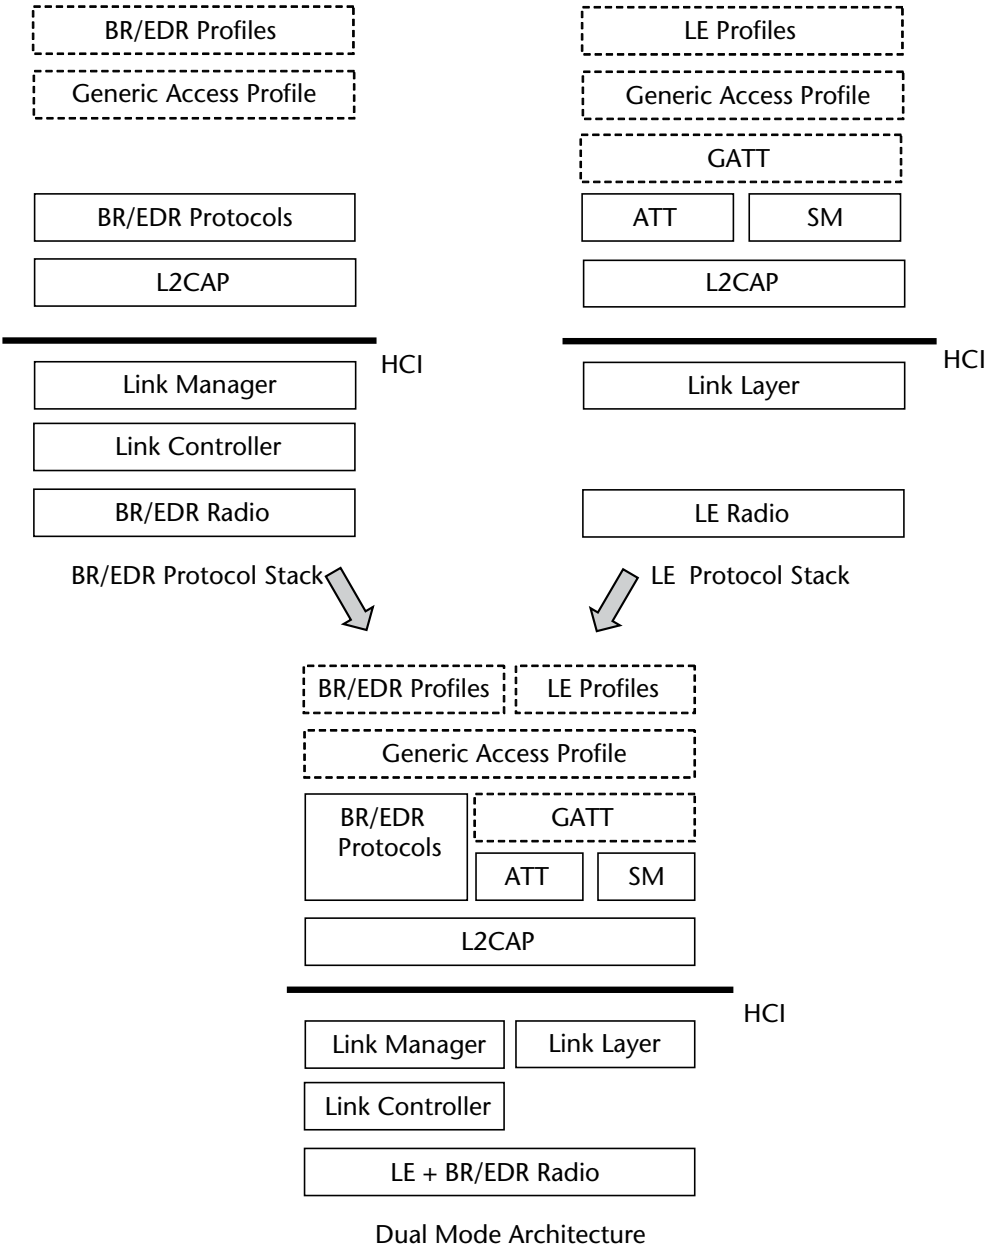 BR/EDR Profiles
Generic Access Profile
BR/EDR Protocols
L2CAP
HCI
Link Manager
Link Controller
BR/EDR Radio
BR/EDR Protocol Stack
LE Profiles
Generic Access Profile
GATT
ATT
SM
L2CAP
HCI
Link Layer
LE Radio
LE Protocol Stack
BR/EDR Profiles
LE Profiles
Generic Access Profile
BR/EDR
Protocols
GATT
ATT
SM
L2CAP
HCI
Link Manager
Link Layer
Link Controller
LE + BR/EDR Radio
Dual Mode Architecture